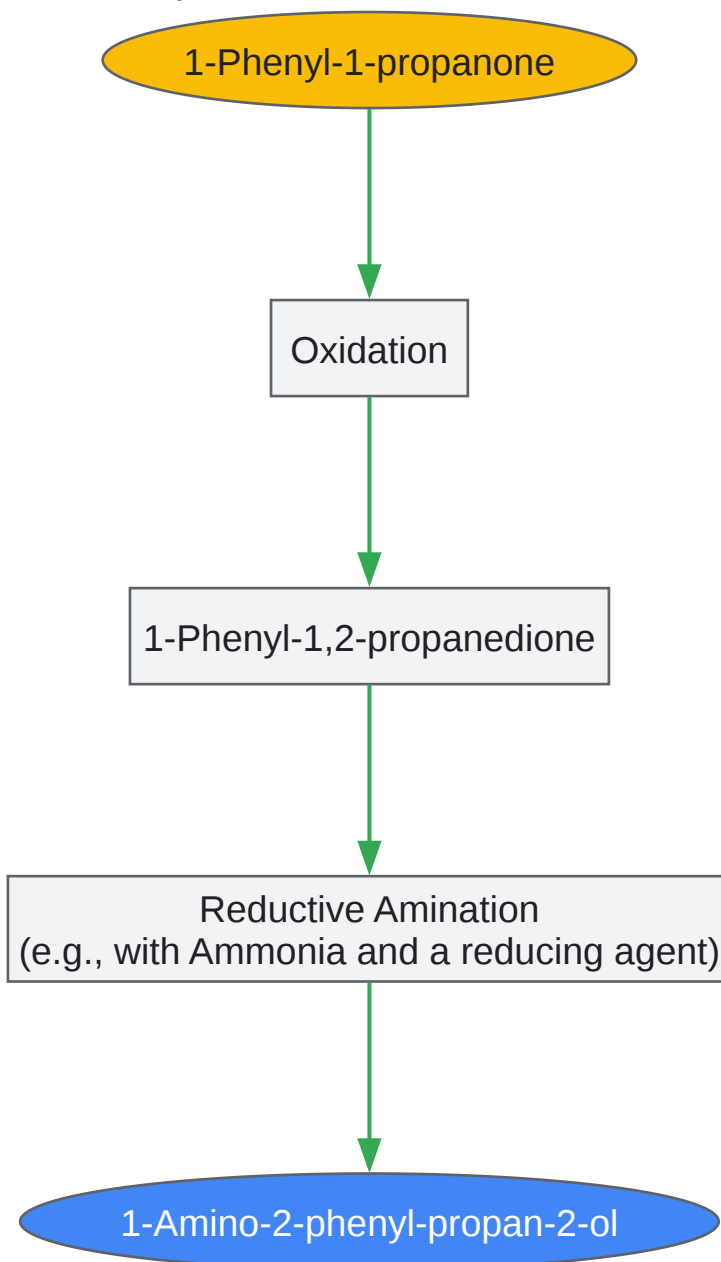 1-Phenyl-1-propanone
Oxidation
1-Phenyl-1,2-propanedione
Reductive Amination
(e.g., with Ammonia and a reducing agent)
1-Amino-2-phenyl-propan-2-ol